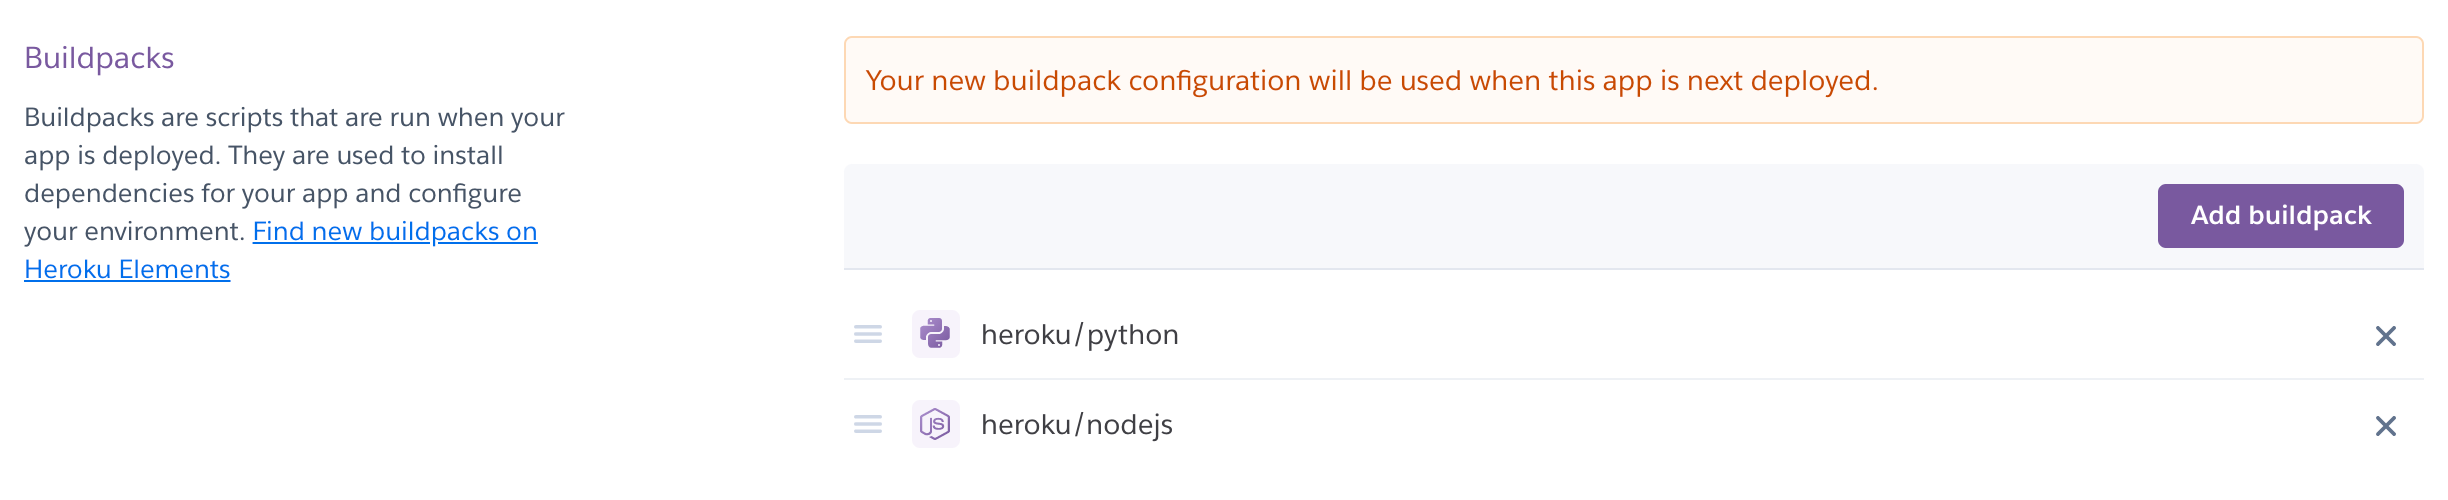 Buildpacks
Buildpacks are scripts that are run when your
app is deployed. They are used to install
dependencies for your app and configure
your environment. Find new buildpacks on
Heroku Elements
Your new buildpack configuration will be used when this app is next deployed.
Add buildpack
heroku/python
JS heroku/nodejs